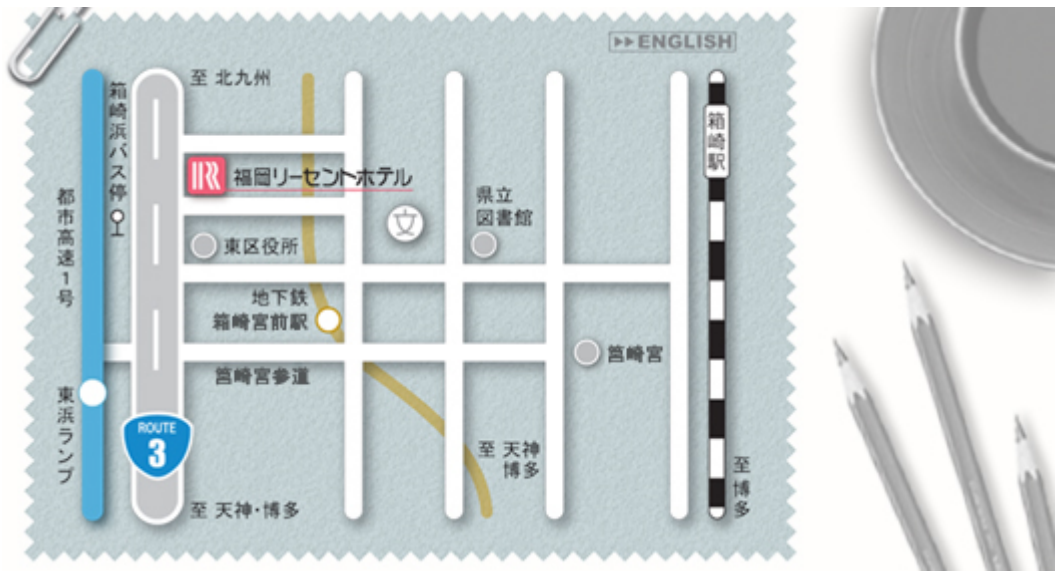 ▸▸ENGLISH
至 北九州
箱崎浜バス停
箱崎駅
福岡リーセントホテル
都市高速1号
県立
図書館
文
東区役所
地下鉄
箱崎宮前駅
筥崎宮
筥崎宮参道
東浜ランプ
ROUTE
3
至 天神
博多
至 博多
至 天神・博多